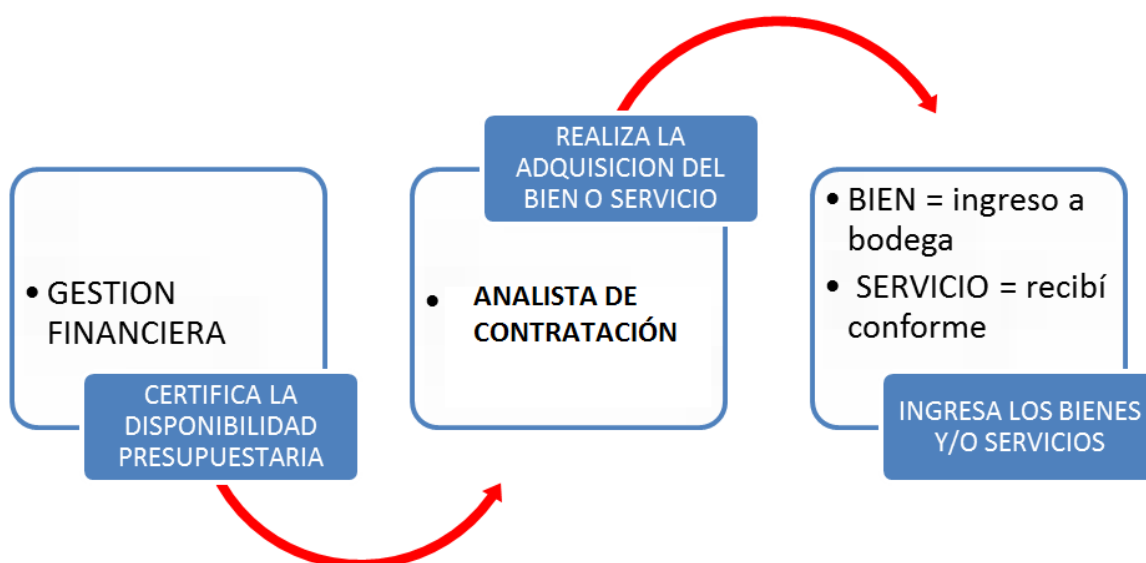 • GESTION
FINANCIERA
CERTIFICA LA
DISPONIBILIDAD
PRESUPUESTARIA
REALIZA LA
ADQUISICION DEL
BIEN O SERVICIO
• ANALISTA DE
CONTRATACIÓN
• BIEN = ingreso a
bodega
• SERVICIO = recibí
conforme
INGRESA LOS BIENES
Y/O SERVICIOS